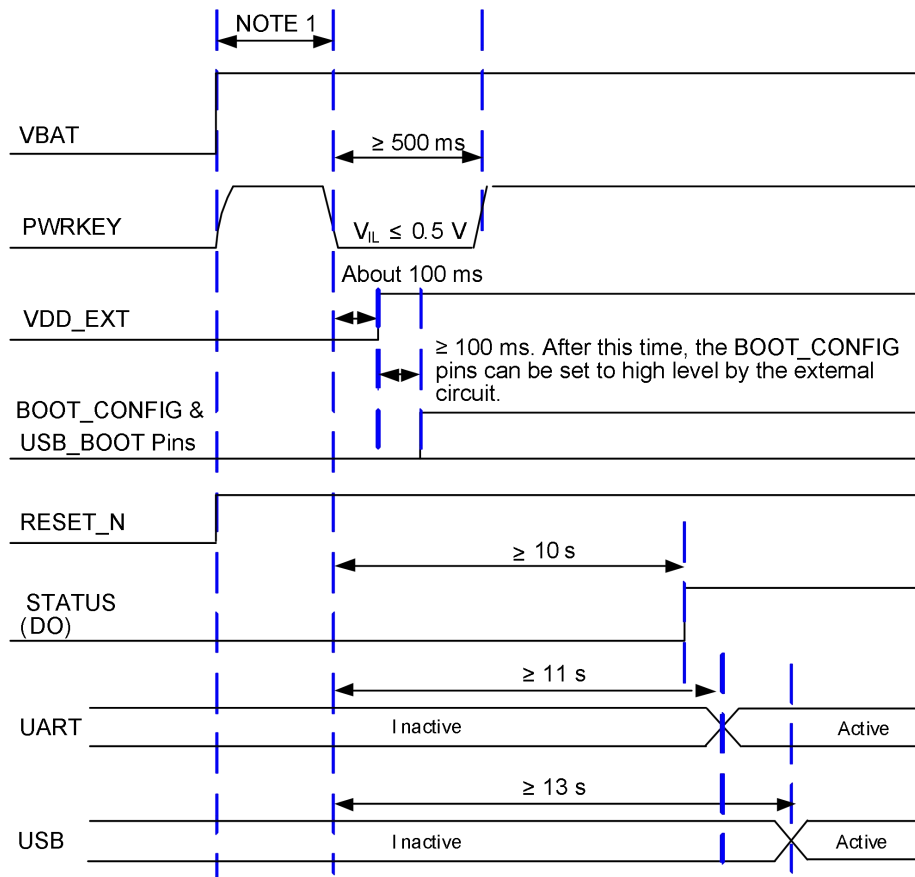 NOTE 1
VBAT
≥ 500 ms
PWRKEY
VIL ≤ 0.5 V
About 100 ms
VDD_EXT
≥ 100 ms. After this time, the BOOT_CONFIG
pins can be set to high level by the external
circuit.
BOOT_CONFIG &
USB_BOOT Pins
RESET_N
≥ 10 s
STATUS
(DO)
≥ 11 s
UART
Inactive
Active
≥ 13 s
USB
Inactive
Active